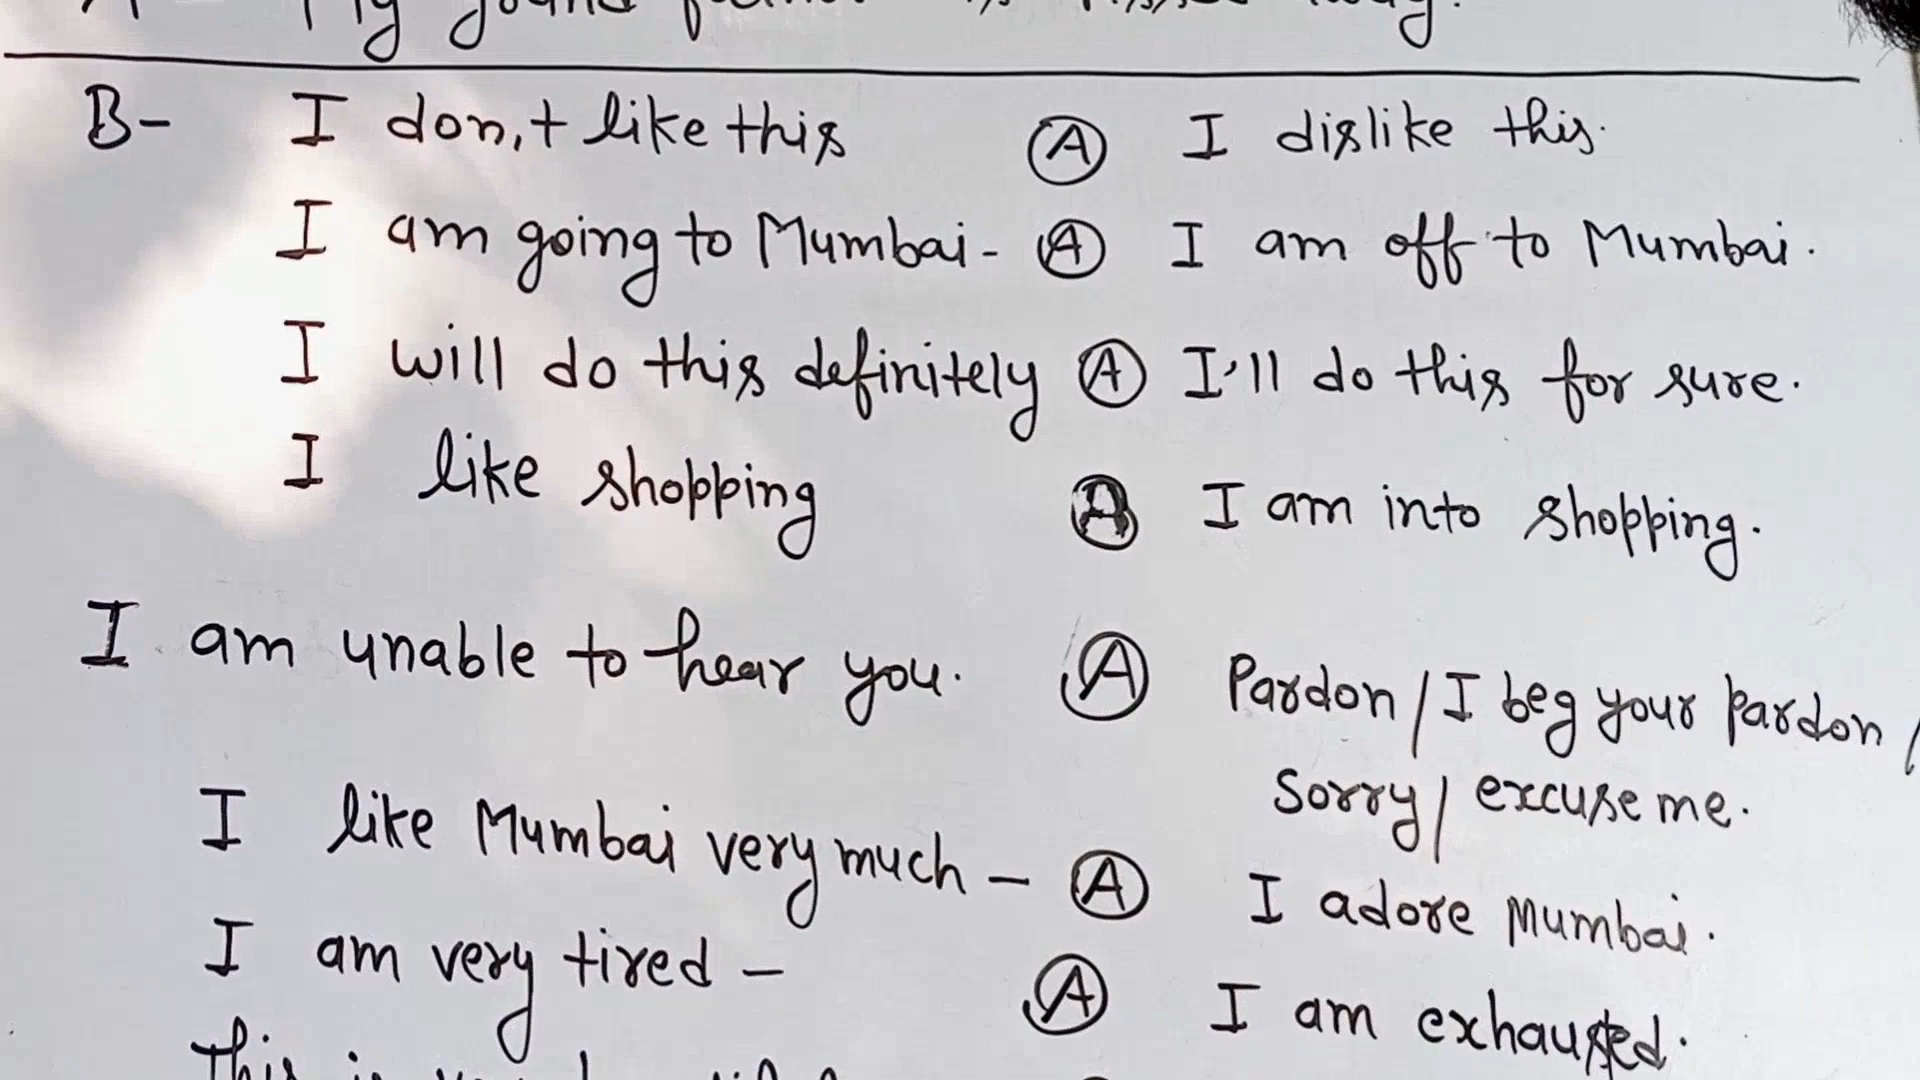 B- I don,t like this Ⓐ I dislike this.
I am going to Mumbai - Ⓐ I am off to Mumbai.
I will do this definitely Ⓐ I'll do this for sure.
I like shopping Ⓐ I am into shopping.
I am unable to hear you. Ⓐ Pardon / I beg your pardon /
Sorry / excuse me.
I like Mumbai very much - Ⓐ I adore Mumbai.
I am very tired - Ⓐ I am exhausted.
This is